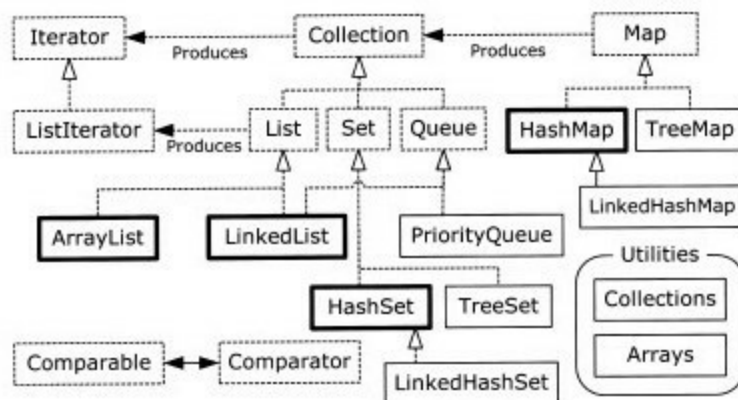 Iterator
Produces
Collection
Produces
Map
ListIterator
Produces
List
Set
Queue
HashMap
TreeMap
LinkedHashMap
ArrayList
LinkedList
PriorityQueue
Utilities
Collections
Arrays
HashSet
TreeSet
Comparable
Comparator
LinkedHashSet